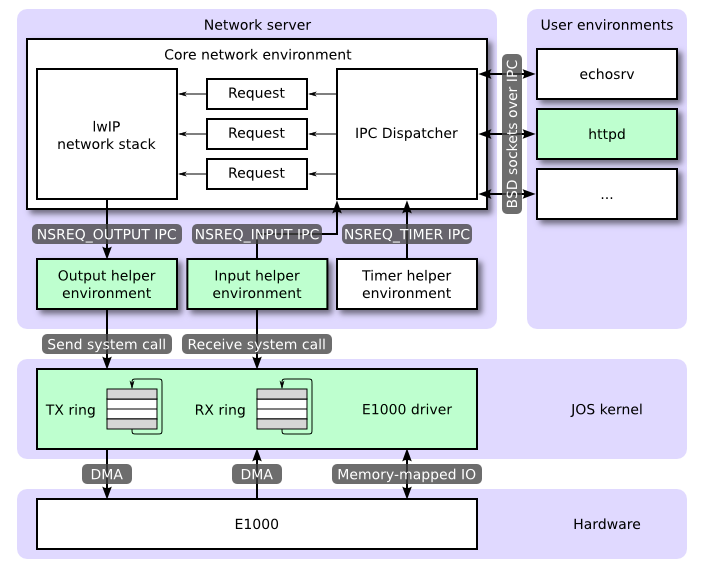 Network server
User environments
Core network environment
lwIP
network stack
Request
Request
Request
IPC Dispatcher
BSD sockets over IPC
echosrv
httpd
...
NSREQ_OUTPUT IPC
NSREQ_INPUT IPC
NSREQ_TIMER IPC
Output helper
environment
Input helper
environment
Timer helper
environment
Send system call
Receive system call
TX ring
RX ring
E1000 driver
JOS kernel
DMA
DMA
Memory-mapped IO
E1000
Hardware